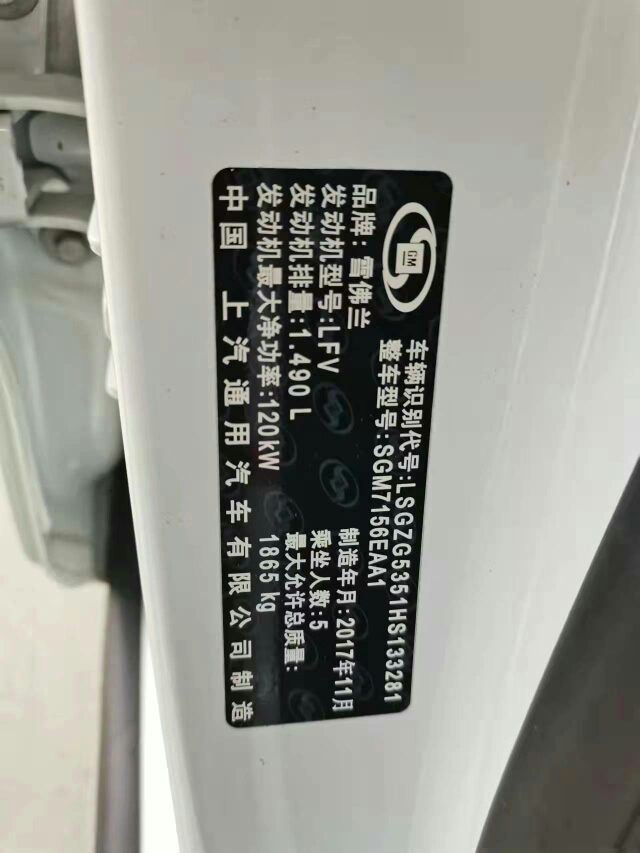 GM
车辆识别代号:LSGZG5351HS133281
整车型号:SGM7156EAA1
品牌:雪佛兰
制造年月:2017年11月
发动机型号:LFV
乘坐人数:5
发动机排量:1.490L
最大允许总质量:
发动机最大净功率:120kW
1865 kg
中国 上汽通用汽车有限公司制造